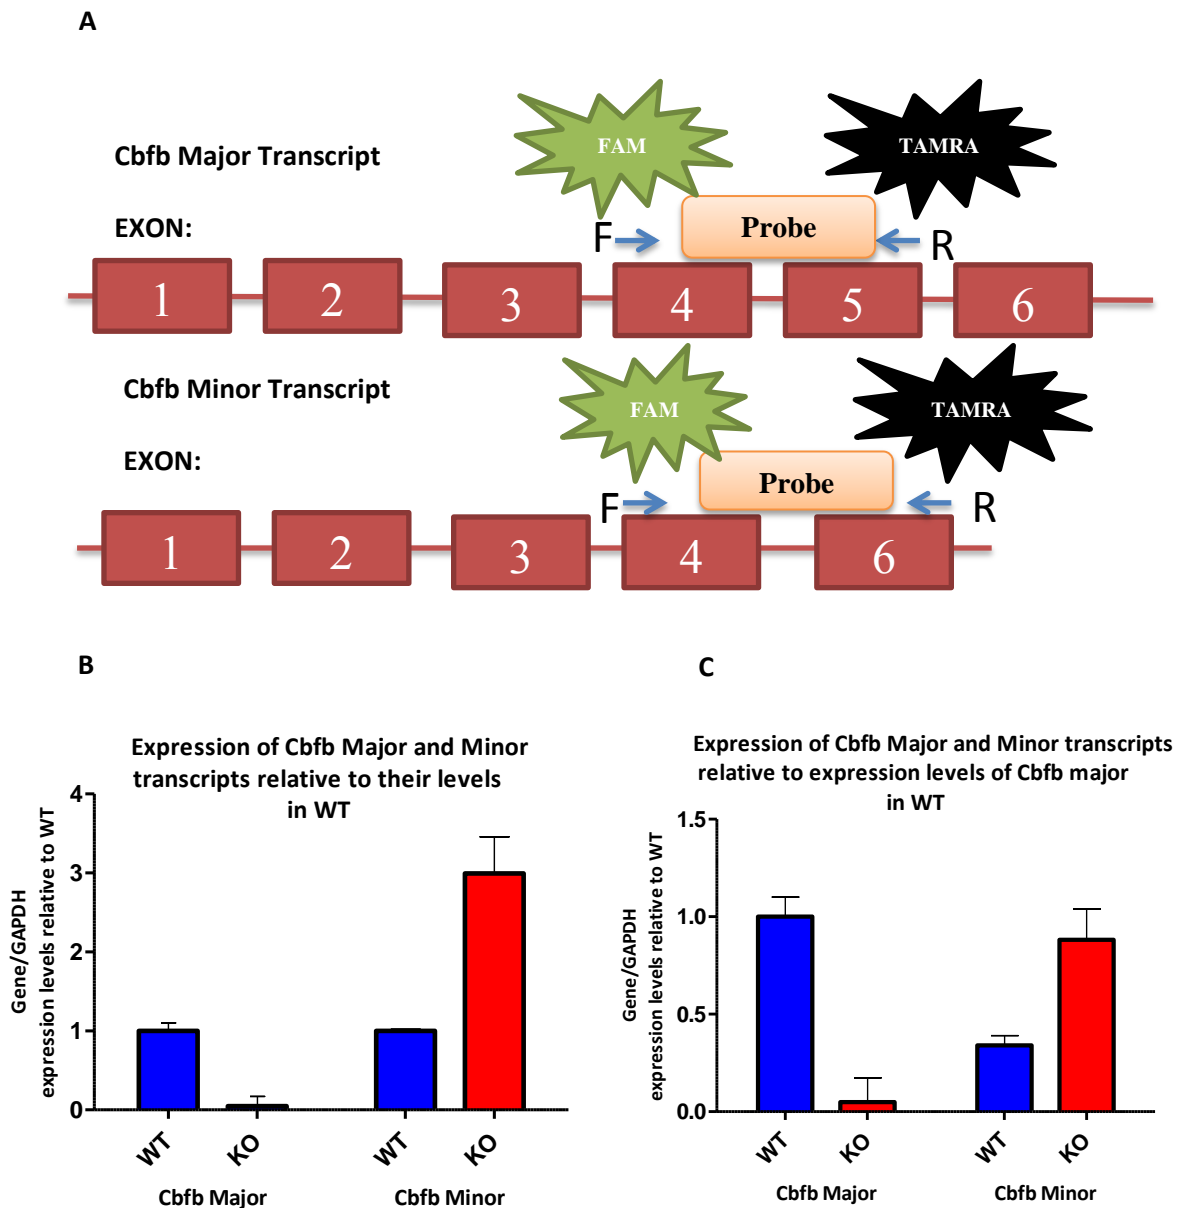 A
FAM
TAMRA
Cbfb Major Transcript
EXON:
F
Probe
R
1 2 3 4 5 6
Cbfb Minor Transcript
FAM
TAMRA
EXON:
F
Probe
R
1 2 3 4 6
B
Expression of Cbfb Major and Minor
transcripts relative to their levels
in WT
Gene/GAPDH
expression levels relative to WT
4
3
2
1
0
WT KO WT KO
Cbfb Major Cbfb Minor
C
Expression of Cbfb Major and Minor transcripts
relative to expression levels of Cbfb major
in WT
Gene/GAPDH
expression levels relative to WT
1.5
1.0
0.5
0.0
WT KO WT KO
Cbfb Major Cbfb Minor